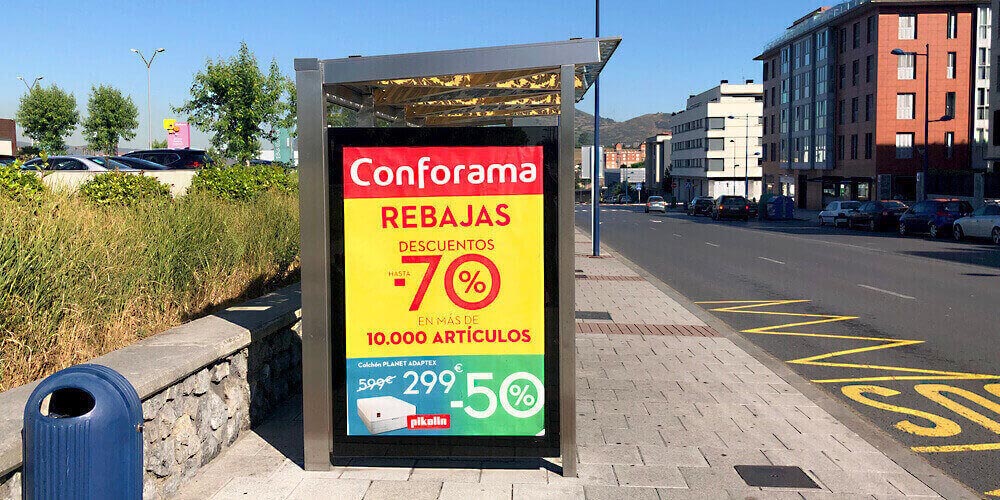 Conforama
REBAJAS
DESCUENTOS
HASTA
-70%
EN MÁS DE
10.000 ARTÍCULOS
Colchón PLANET ADAPTEX
599€ 299€ -50%
pikolin